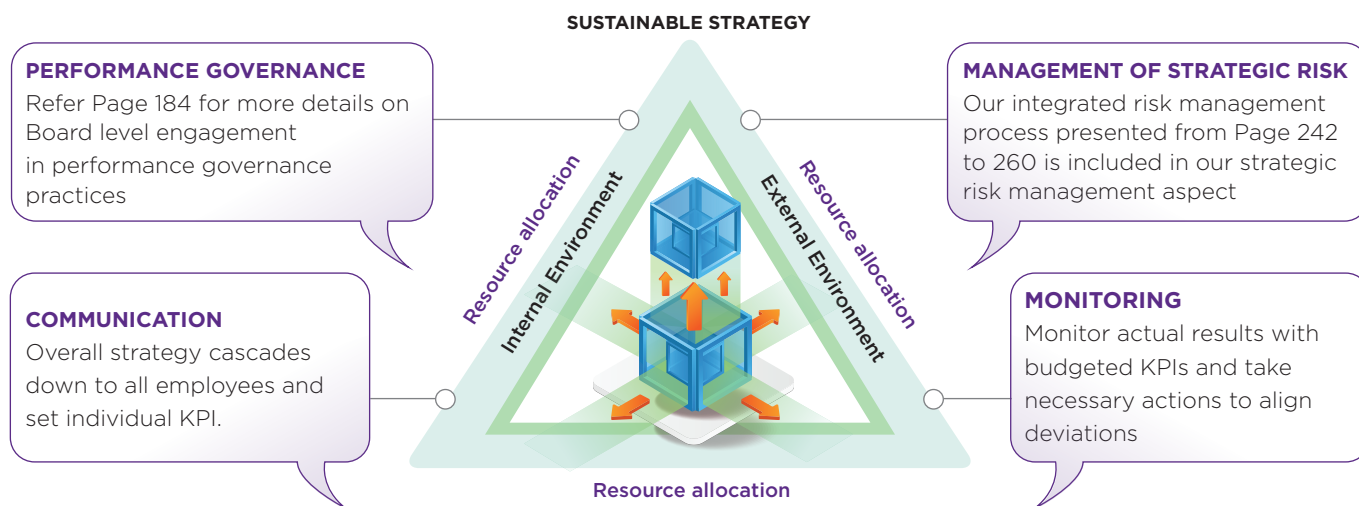 SUSTAINABLE STRATEGY
PERFORMANCE GOVERNANCE
Refer Page 184 for more details on
Board level engagement
in performance governance
practices
MANAGEMENT OF STRATEGIC RISK
Our integrated risk management
process presented from Page 242
to 260 is included in our strategic
risk management aspect
Resource allocation
Internal Environment
External Environment
Resource allocation
COMMUNICATION
Overall strategy cascades
down to all employees and
set individual KPI.
MONITORING
Monitor actual results with
budgeted KPIs and take
necessary actions to align
deviations
Resource allocation